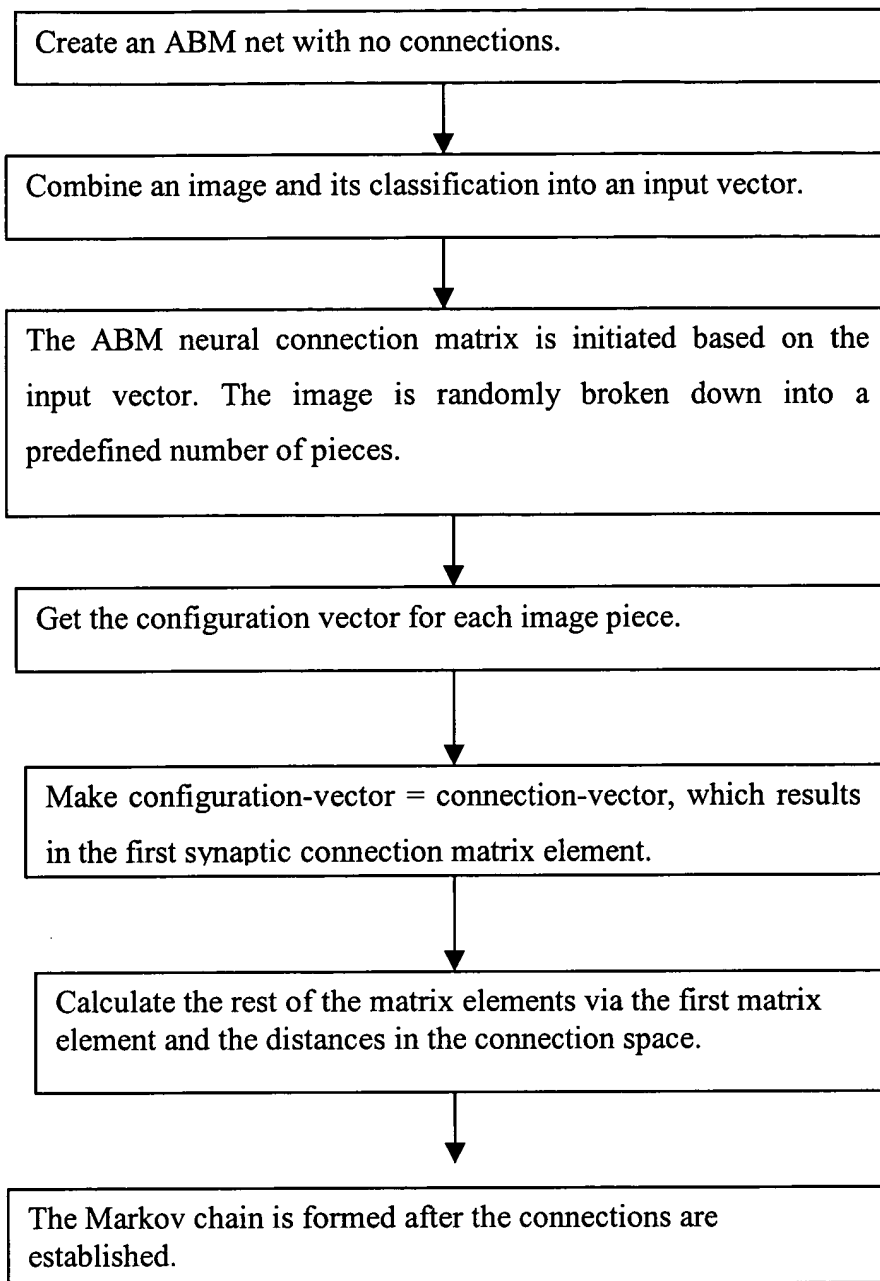 Create an ABM net with no connections.
Combine an image and its classification into an input vector.
The ABM neural connection matrix is initiated based on the
input vector. The image is randomly broken down into a
predefined number of pieces.
Get the configuration vector for each image piece.
Make configuration-vector = connection-vector, which results
in the first synaptic connection matrix element.
Calculate the rest of the matrix elements via the first matrix
element and the distances in the connection space.
The Markov chain is formed after the connections are
established.